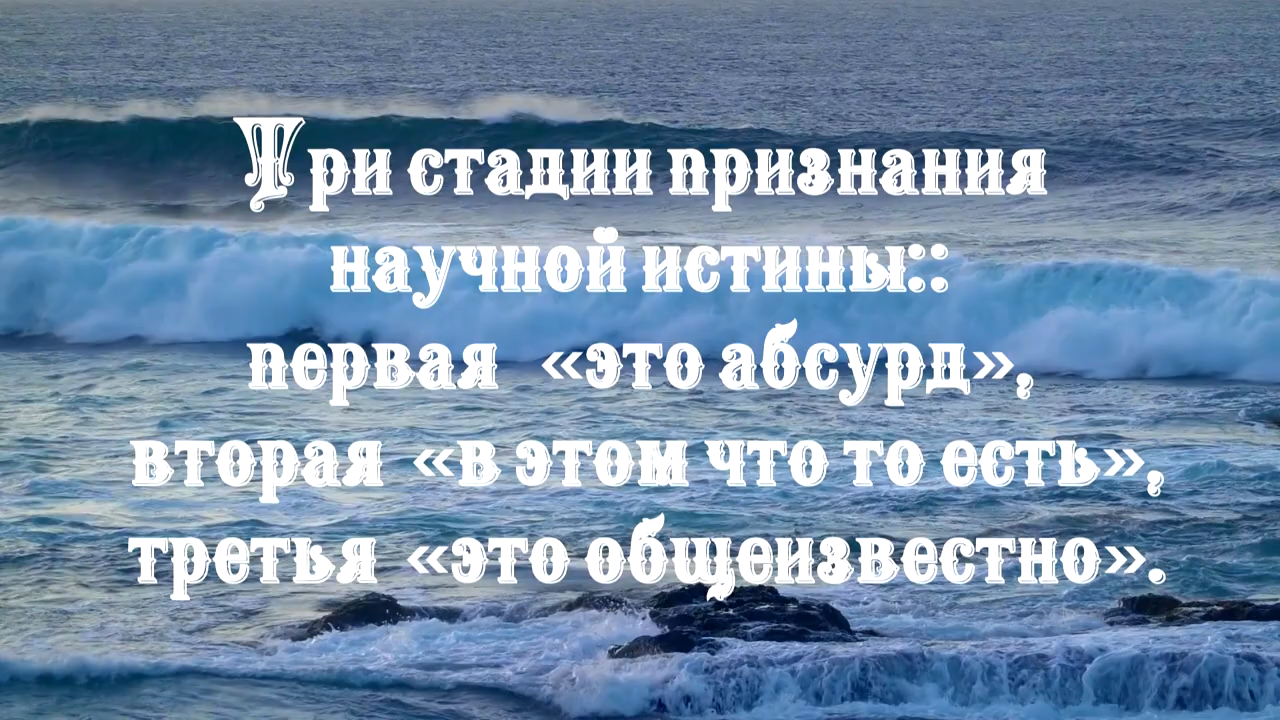 Три стадии признания
научной истины::
первая «это абсурд»,
вторая «в этом что то есть»,
третья «это общеизвестно».